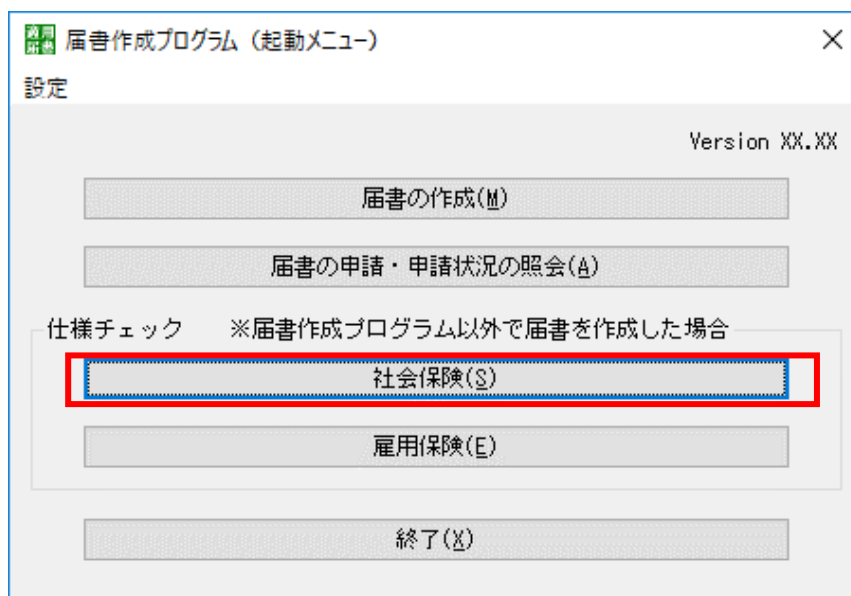 届書作成プログラム（起動メニュー）
設定
Version XX.XX
届書の作成(M)
届書の申請・申請状況の照会(A)
仕様チェック　※届書作成プログラム以外で届書を作成した場合
社会保険(S)
雇用保険(E)
終了(X)